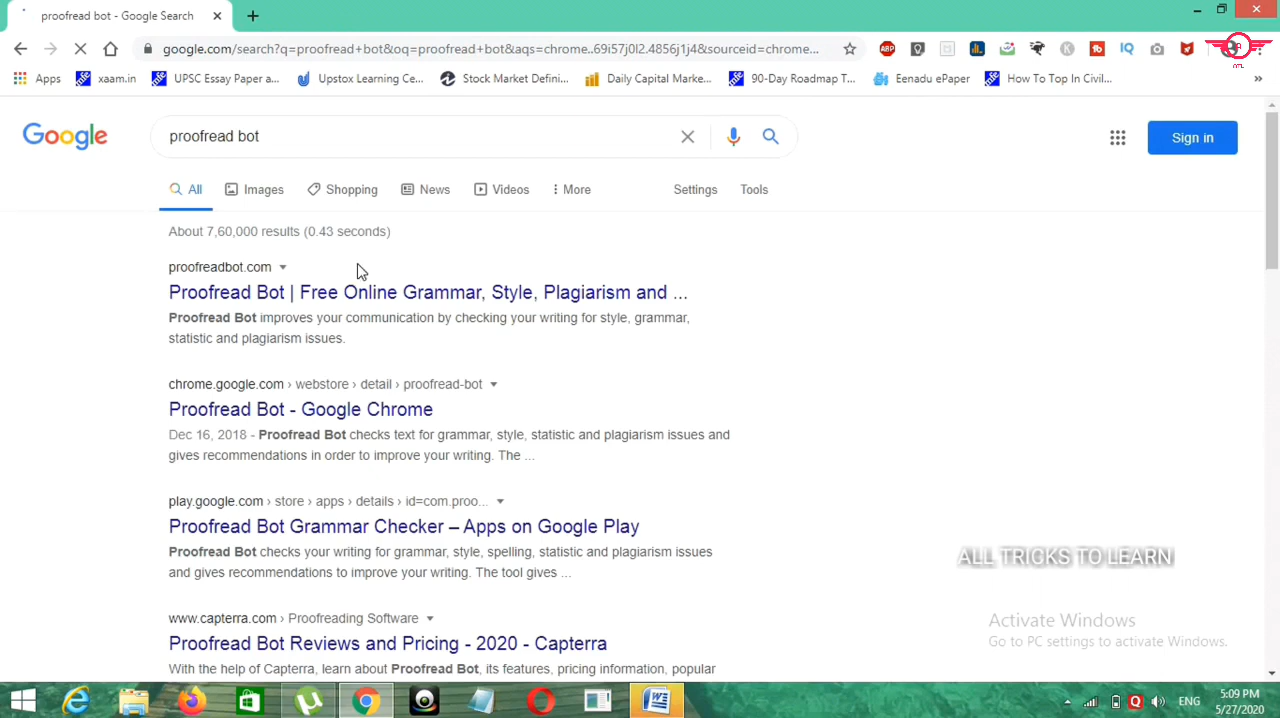 proofread bot - Google Search
google.com/search?q=proofread+bot&oq=proofread+bot&aqs=chrome..69i57j0l2.4856j1j4&sourceid=chrome...
Apps xaam.in UPSC Essay Paper a... Upstox Learning Ce... Stock Market Defini... Daily Capital Marke... 90-Day Roadmap T... Eenadu ePaper How To Top In Civil...
Google
proofread bot
Sign in
All Images Shopping News Videos More Settings Tools
About 7,60,000 results (0.43 seconds)
proofreadbot.com
Proofread Bot | Free Online Grammar, Style, Plagiarism and ...
Proofread Bot improves your communication by checking your writing for style, grammar,
statistic and plagiarism issues.
chrome.google.com › webstore › detail › proofread-bot
Proofread Bot - Google Chrome
Dec 16, 2018 - Proofread Bot checks text for grammar, style, statistic and plagiarism issues and
gives recommendations in order to improve your writing. The ...
play.google.com › store › apps › details › id=com.proo...
Proofread Bot Grammar Checker – Apps on Google Play
Proofread Bot checks your writing for grammar, style, spelling, statistic and plagiarism issues
and gives recommendations to improve your writing. The tool gives ...
ALL TRICKS TO LEARN
www.capterra.com › Proofreading Software
Activate Windows
Go to PC settings to activate Windows.
Proofread Bot Reviews and Pricing - 2020 - Capterra
With the help of Capterra, learn about Proofread Bot, its features, pricing information, popular
ENG
5:09 PM
5/27/2020